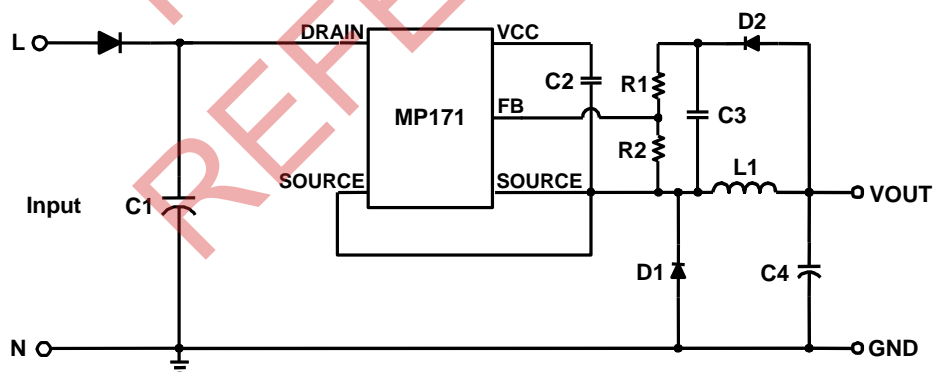 L
DRAIN
VCC
D2
C2
R1
MP171
FB
C3
R2
SOURCE
SOURCE
L1
Input
C1
VOUT
D1
C4
N
GND
REFE